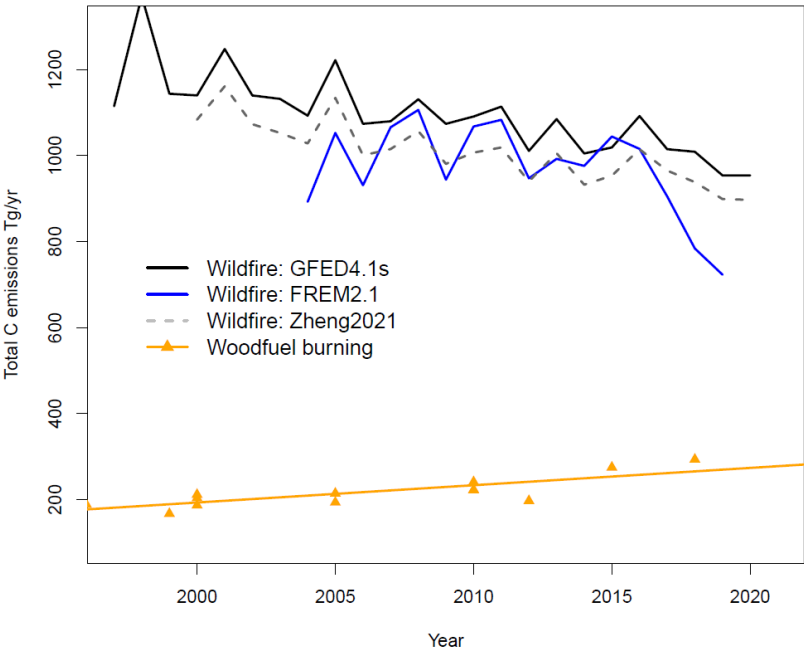 Total C emissions Tg/yr
1200
1000
800
600
400
200
Wildfire: GFED4.1s
Wildfire: FREM2.1
Wildfire: Zheng2021
Woodfuel burning
2000 2005 2010 2015 2020
Year